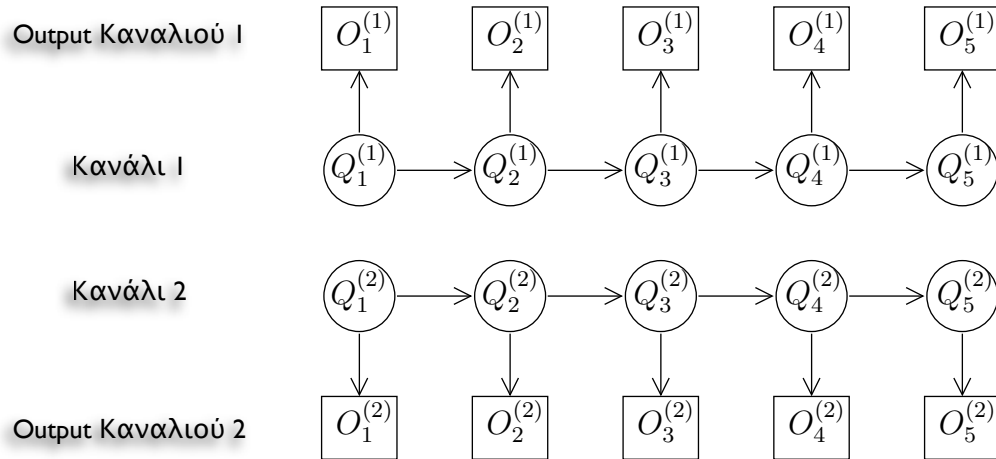 Output Καναλιού 1 O_1^{(1)} O_2^{(1)} O_3^{(1)} O_4^{(1)} O_5^{(1)}
Κανάλι 1 Q_1^{(1)} Q_2^{(1)} Q_3^{(1)} Q_4^{(1)} Q_5^{(1)}
Κανάλι 2 Q_1^{(2)} Q_2^{(2)} Q_3^{(2)} Q_4^{(2)} Q_5^{(2)}
Output Καναλιού 2 O_1^{(2)} O_2^{(2)} O_3^{(2)} O_4^{(2)} O_5^{(2)}